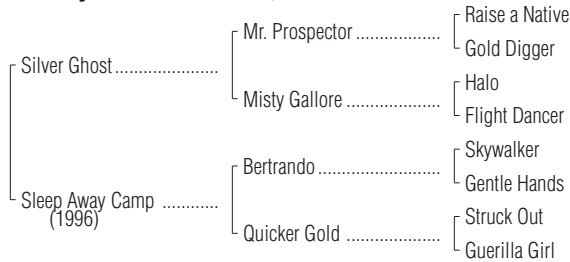 Raise a Native
Mr. Prospector ..................
Gold Digger
Silver Ghost ......................
Halo
Misty Gallore ....................
Flight Dancer
Skywalker
Bertrando ..........................
Gentle Hands
Sleep Away Camp ............
(1996)
Struck Out
Quicker Gold ....................
Guerilla Girl